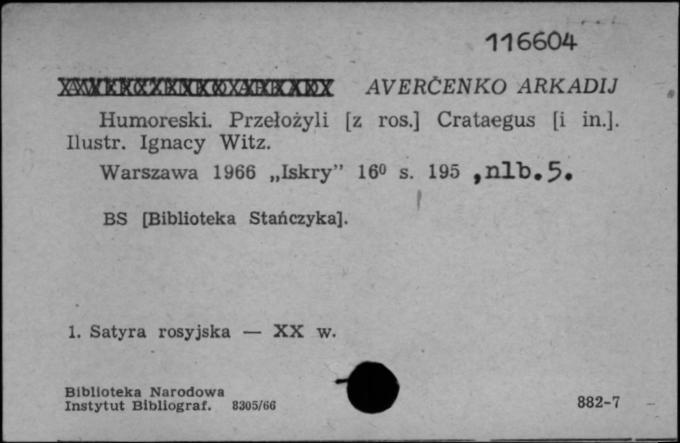 116604
AVERČENKO ARKADIJ
Humoreski. Przełożyli [z ros.] Crataegus [i in.].
Ilustr. Ignacy Witz.
Warszawa 1966 „Iskry” 16⁰ s. 195 ,nlb.5.
BS [Biblioteka Stańczyka].
1. Satyra rosyjska — XX w.
Biblioteka Narodowa
Instytut Bibliograf. 8305/66
882-7